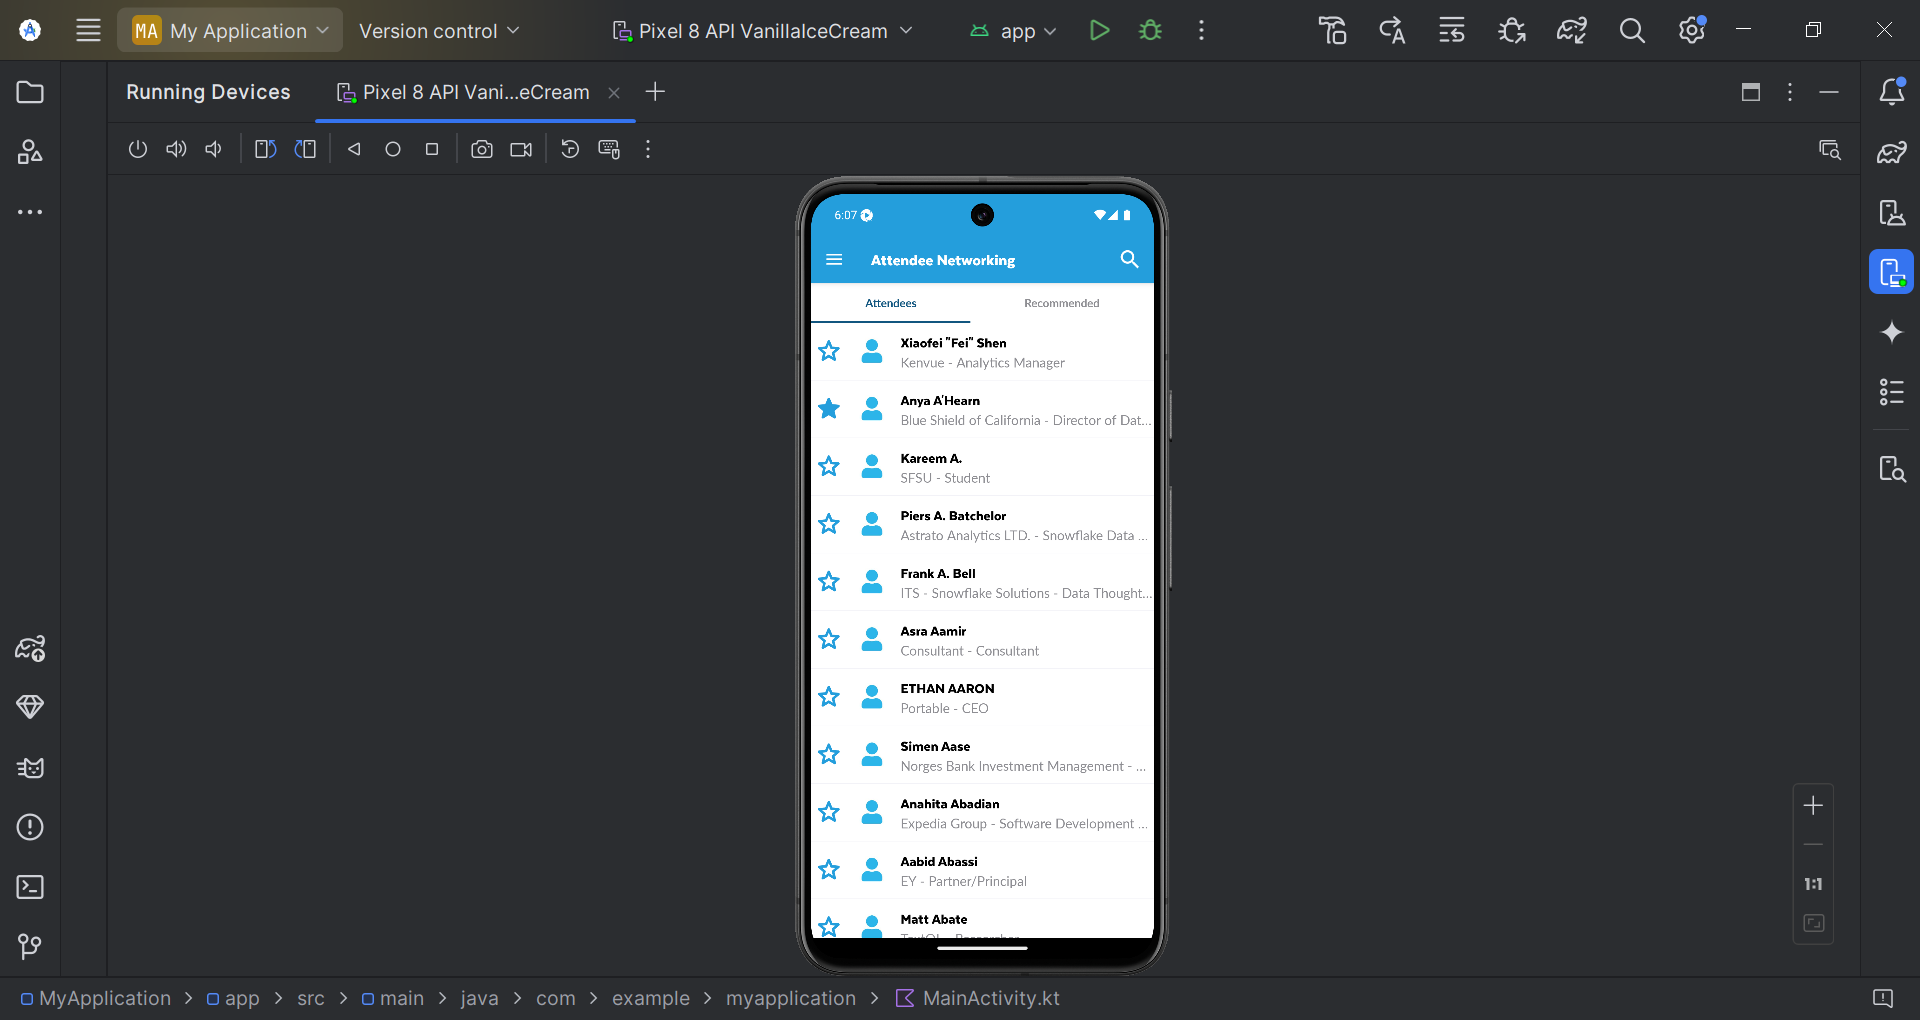 MA My Application Version control Pixel 8 API VanillaIceCream app
Running Devices Pixel 8 API Vani...eCream
6:07
Attendee Networking
Attendees Recommended
Xiaofei "Fei" Shen
Kenvue - Analytics Manager
Anya A'Hearn
Blue Shield of California - Director of Dat...
Kareem A.
SFSU - Student
Piers A. Batchelor
Astrato Analytics LTD. - Snowflake Data ...
Frank A. Bell
ITS - Snowflake Solutions - Data Thought...
Asra Aamir
Consultant - Consultant
ETHAN AARON
Portable - CEO
Simen Aase
Norges Bank Investment Management - ...
Anahita Abadian
Expedia Group - Software Development ...
Aabid Abassi
EY - Partner/Principal
Matt Abate
TextQL - Researcher
1:1
MyApplication > app > src > main > java > com > example > myapplication > MainActivity.kt